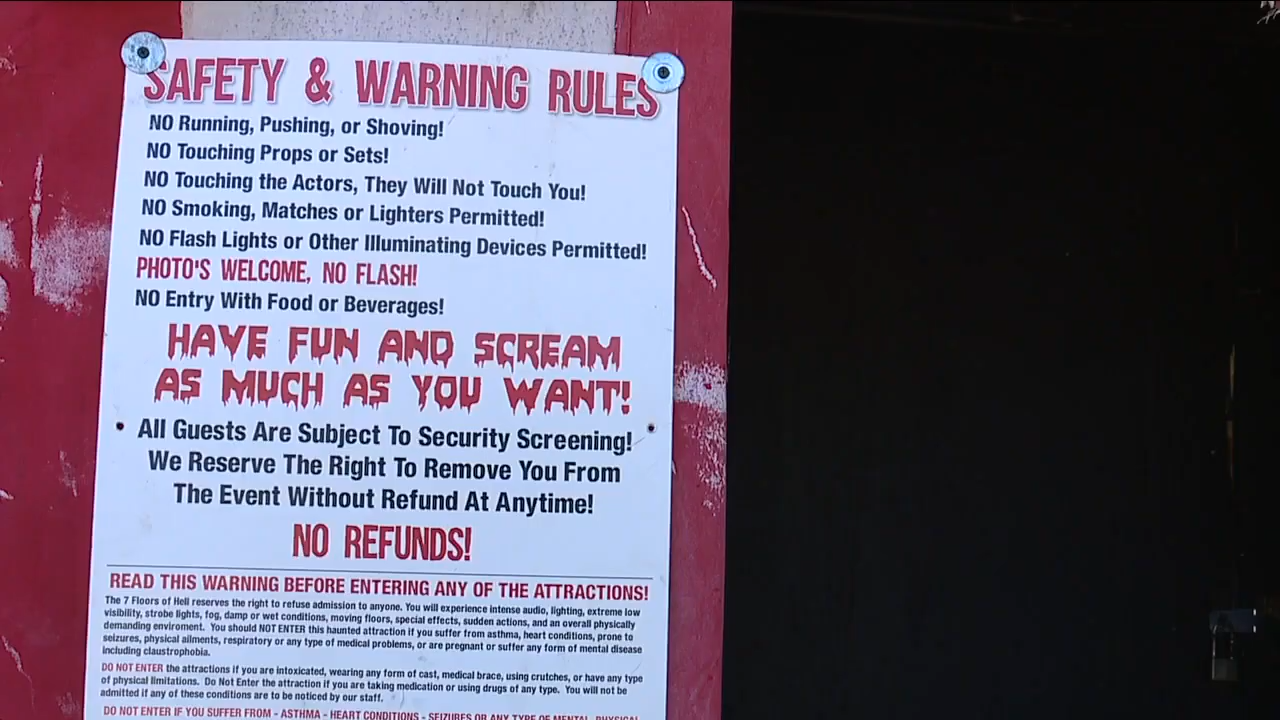 SAFETY & WARNING RULES
NO Running, Pushing, or Shoving!
NO Touching Props or Sets!
NO Touching the Actors, They Will Not Touch You!
NO Smoking, Matches or Lighters Permitted!
NO Flash Lights or Other Illuminating Devices Permitted!
PHOTO'S WELCOME, NO FLASH!
NO Entry With Food or Beverages!
HAVE FUN AND SCREAM
AS MUCH AS YOU WANT!
All Guests Are Subject To Security Screening!
We Reserve The Right To Remove You From
The Event Without Refund At Anytime!
NO REFUNDS!
READ THIS WARNING BEFORE ENTERING ANY OF THE ATTRACTIONS!
The 7 Floors of Hell reserves the right to refuse admission to anyone. You will experience intense audio, lighting, extreme low
visibility, strobe lights, fog, damp or wet conditions, moving floors, special effects, sudden actions, and an overall physically
demanding enviroment. You should NOT ENTER this haunted attraction if you suffer from asthma, heart conditions, prone to
seizures, physical ailments, respiratory or any type of medical problems, or are pregnant or suffer any form of mental disease
including claustrophobia.
DO NOT ENTER the attractions if you are intoxicated, wearing any form of cast, medical brace, using crutches, or have any type
of physical limitations. Do Not Enter the attraction if you are taking medication or using drugs of any type. You will not be
admitted if any of these conditions are to be noticed by our staff.
DO NOT ENTER IF YOU SUFFER FROM - ASTHMA - HEART CONDITIONS - SEIZURES OR ANY TYPE OF MENTAL, PHYSICAL